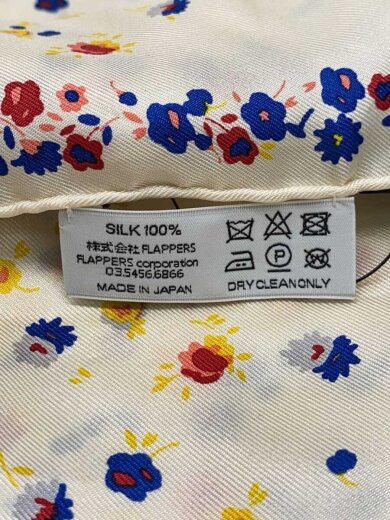 SILK 100%
株式会社 FLAPPERS
FLAPPERS corporation
03.5456.6866
MADE IN JAPAN
P
DRY CLEAN ONLY